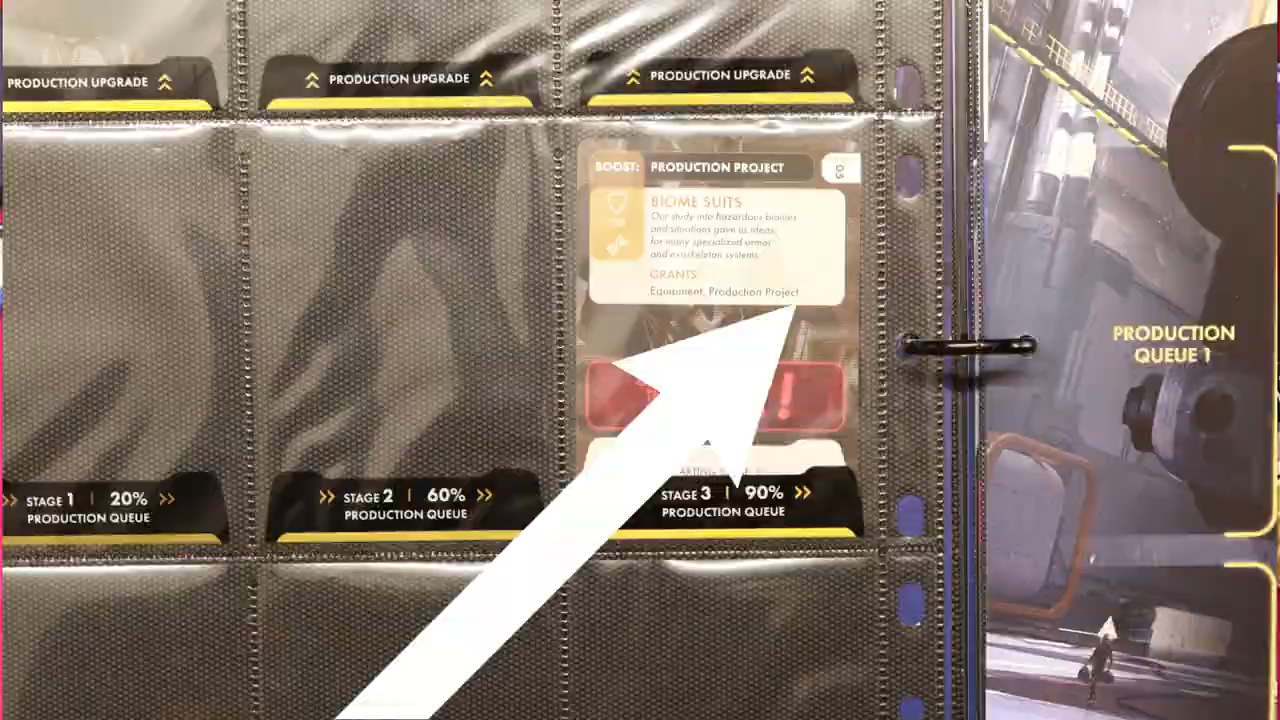 PRODUCTION UPGRADE
PRODUCTION UPGRADE
PRODUCTION UPGRADE
BOOST: PRODUCTION PROJECT
03
BIOME SUITS
Our study into hazardous biomes
and situations gave us ideas,
for many specialized armor
and exoskeleton systems.
GRANTS
Equipment, Production Project
STAGE 1 | 20%
PRODUCTION QUEUE
STAGE 2 | 60%
PRODUCTION QUEUE
STAGE 3 | 90%
PRODUCTION QUEUE
PRODUCTION
QUEUE 1